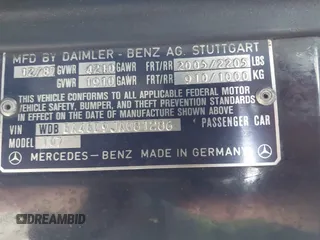 MFD BY DAIMLER - BENZ AG. STUTTGART
12/87 GVWR 4210 GAWR FRT/RR 2005/2205 LBS
GVWR 1910 GAWR FRT/RR 910/1000 KG
THIS VEHICLE CONFORMS TO ALL APPLICABLE FEDERAL MOTOR
VEHICLE SAFETY, BUMPER, AND THEFT PREVENTION STANDARDS
IN EFFECT ON THE DATE OF MANUFACTURE SHOWN ABOVE.
VIN WDB PASSENGER CAR
MODEL
MERCEDES-BENZ MADE IN GERMANY
DREAMBID